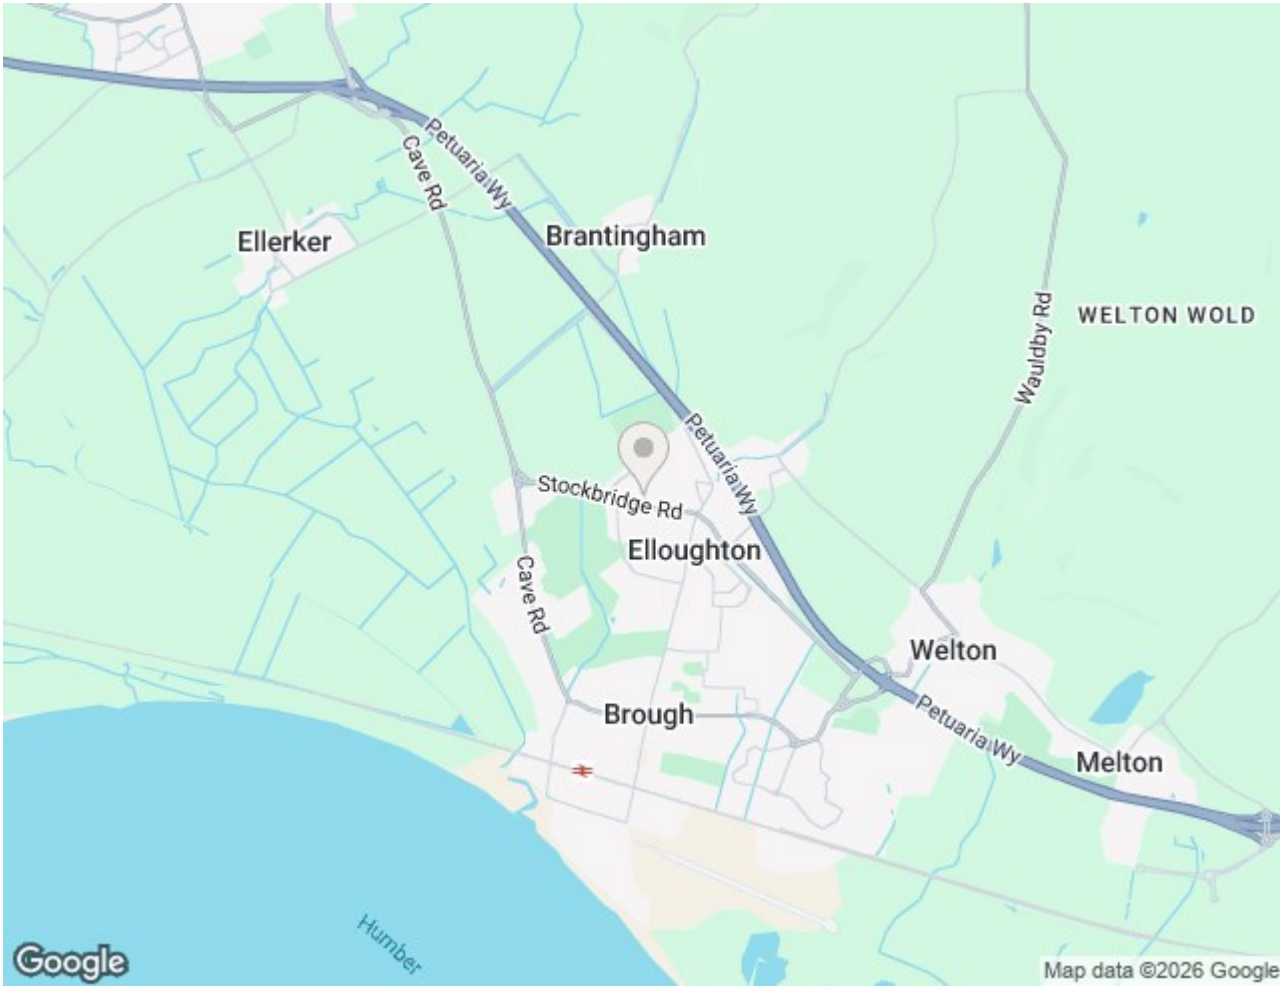 Petuaria Wy
Cave Rd
Ellerker
Brantingham
WELTON WOLD
Wauldby Rd
Petuaria Wy
Stockbridge Rd
Elloughton
Cave Rd
Welton
Brough
Petuaria Wy
Melton
Humber
Google
Map data ©2026 Google